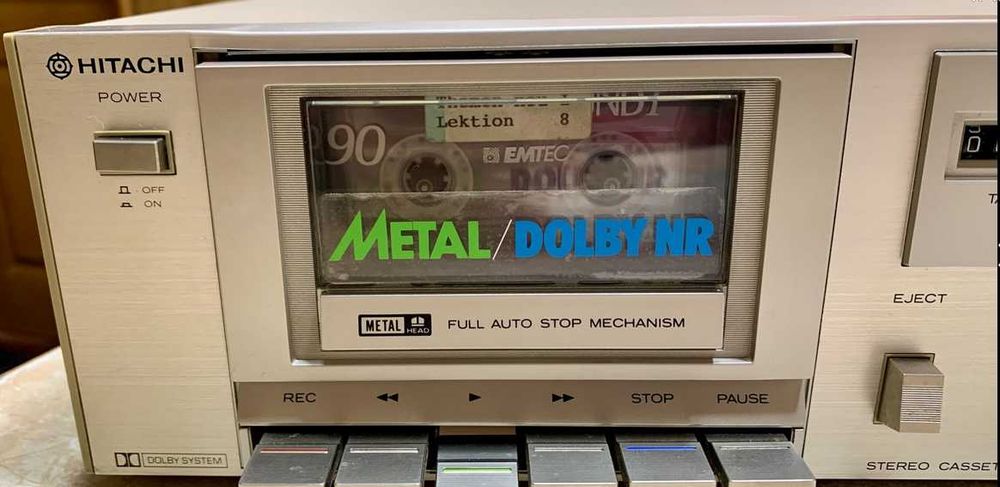 HITACHI
POWER
OFF
ON
Lektion 8
90
EMTEC
METAL/DOLBY NR
METAL HEAD FULL AUTO STOP MECHANISM
REC ◀◀ ▶ ▶▶ STOP PAUSE
DOLBY SYSTEM
EJECT
STEREO CASSET